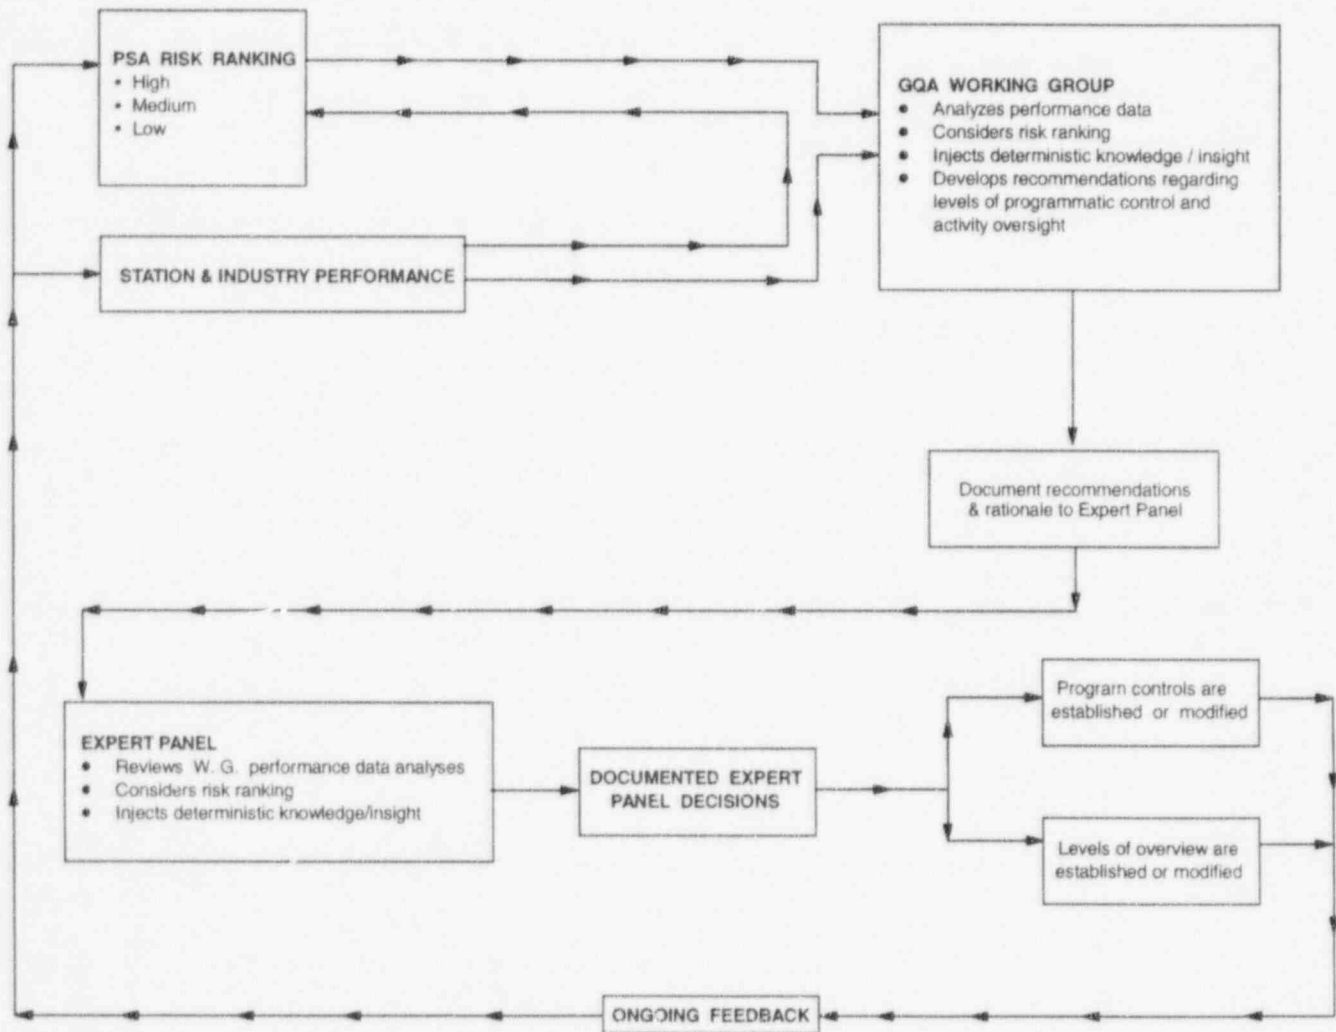 PSA RISK RANKING
• High
• Medium
• Low
GQA WORKING GROUP
• Analyzes performance data
• Considers risk ranking
• Injects deterministic knowledge / insight
• Develops recommendations regarding
levels of programmatic control and
activity oversight
STATION & INDUSTRY PERFORMANCE
Document recommendations
& rationale to Expert Panel
EXPERT PANEL
• Reviews W. G. performance data analyses
• Considers risk ranking
• Injects deterministic knowledge/insight
DOCUMENTED EXPERT
PANEL DECISIONS
Program controls are
established or modified
Levels of overview are
established or modified
ONGOING FEEDBACK